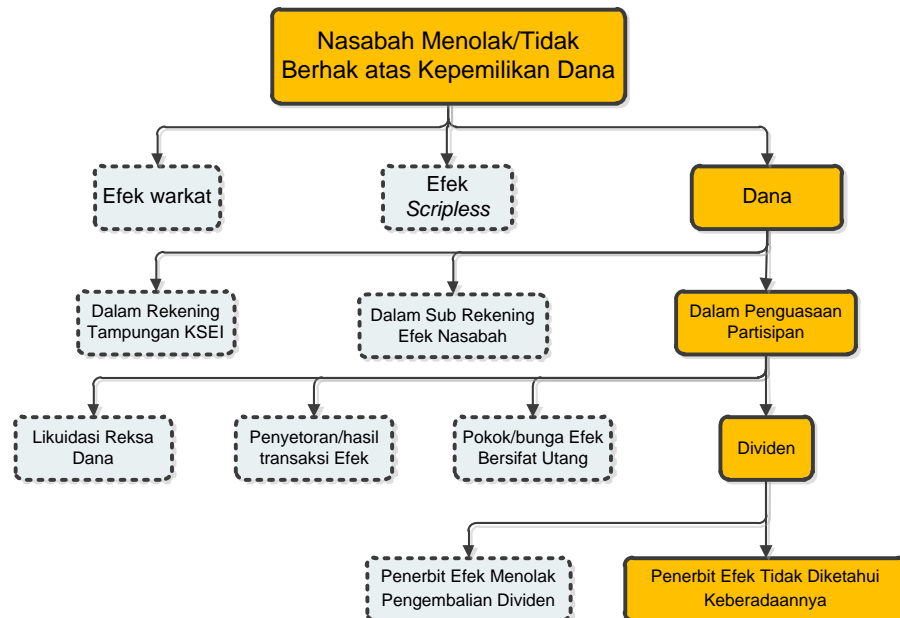 Nasabah Menolak/Tidak
Berhak atas Kepemilikan Dana
Efek warkat
Efek
Scripless
Dana
Dalam Rekening
Tampungan KSEI
Dalam Sub Rekening
Efek Nasabah
Dalam Penguasaan
Partisipan
Likuidasi Reksa
Dana
Penyetoran/hasil
transaksi Efek
Pokok/bunga Efek
Bersifat Utang
Dividen
Penerbit Efek Menolak
Pengembalian Dividen
Penerbit Efek Tidak Diketahui
Keberadaannya